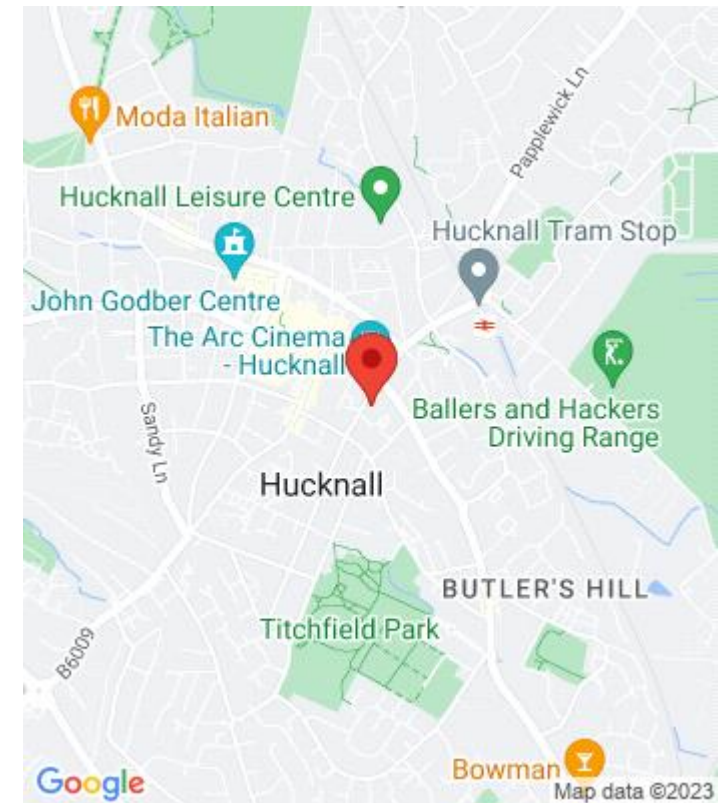 Papplewick Ln
Moda Italian
Hucknall Leisure Centre
Hucknall Tram Stop
John Godber Centre
The Arc Cinema
- Hucknall
Sandy Ln
Ballers and Hackers
Driving Range
Hucknall
BUTLER'S HILL
Titchfield Park
B6009
Bowman
Google
Map data ©2023